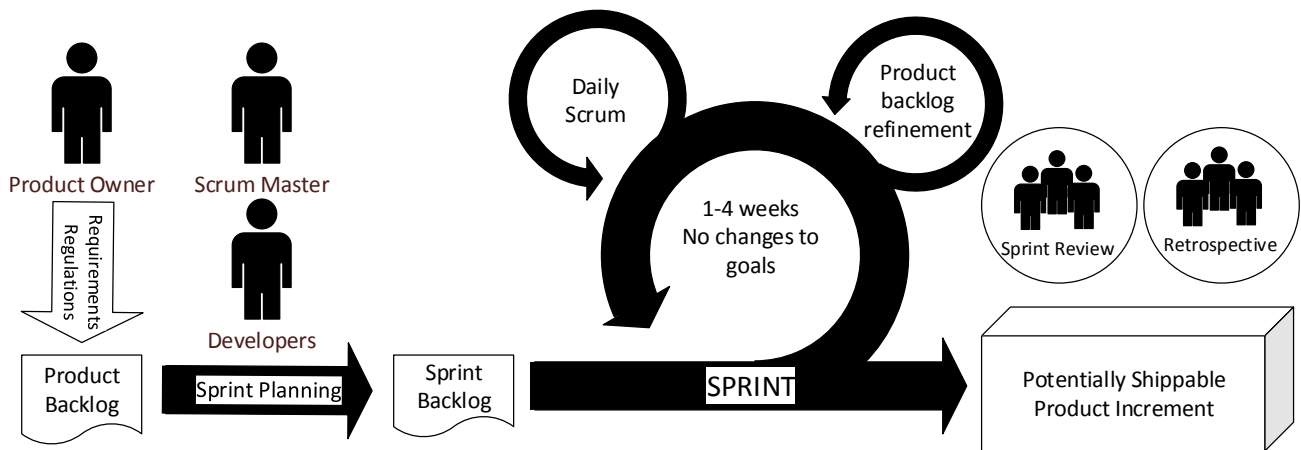 Product Owner
Scrum Master
Requirements
Regulations
Developers
Product
Backlog
Sprint Planning
Sprint
Backlog
Daily
Scrum
Product
backlog
refinement
1-4 weeks
No changes to
goals
SPRINT
Sprint Review
Retrospective
Potentially Shippable
Product Increment